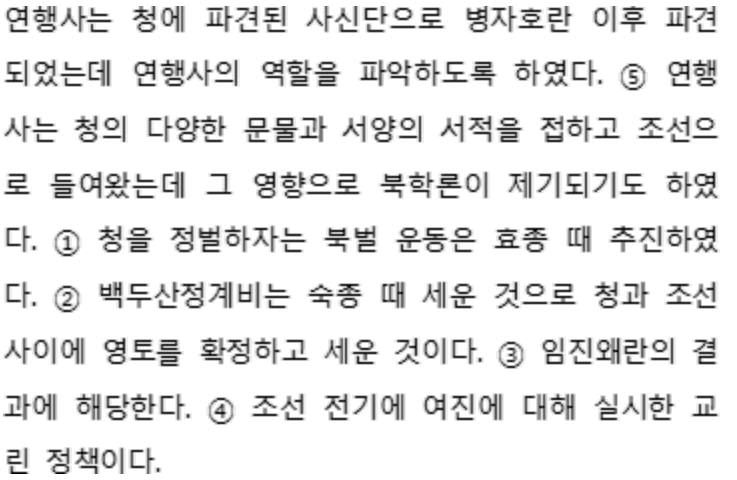 연행사는 청에 파견된 사신단으로 병자호란 이후 파견
되었는데 연행사의 역할을 파악하도록 하였다. ⑤ 연행
사는 청의 다양한 문물과 서양의 서적을 접하고 조선으
로 들여왔는데 그 영향으로 북학론이 제기되기도 하였
다. ① 청을 정벌하자는 북벌 운동은 효종 때 추진하였
다. ② 백두산정계비는 숙종 때 세운 것으로 청과 조선
사이에 영토를 확정하고 세운 것이다. ③ 임진왜란의 결
과에 해당한다. ④ 조선 전기에 여진에 대해 실시한 교
린 정책이다.